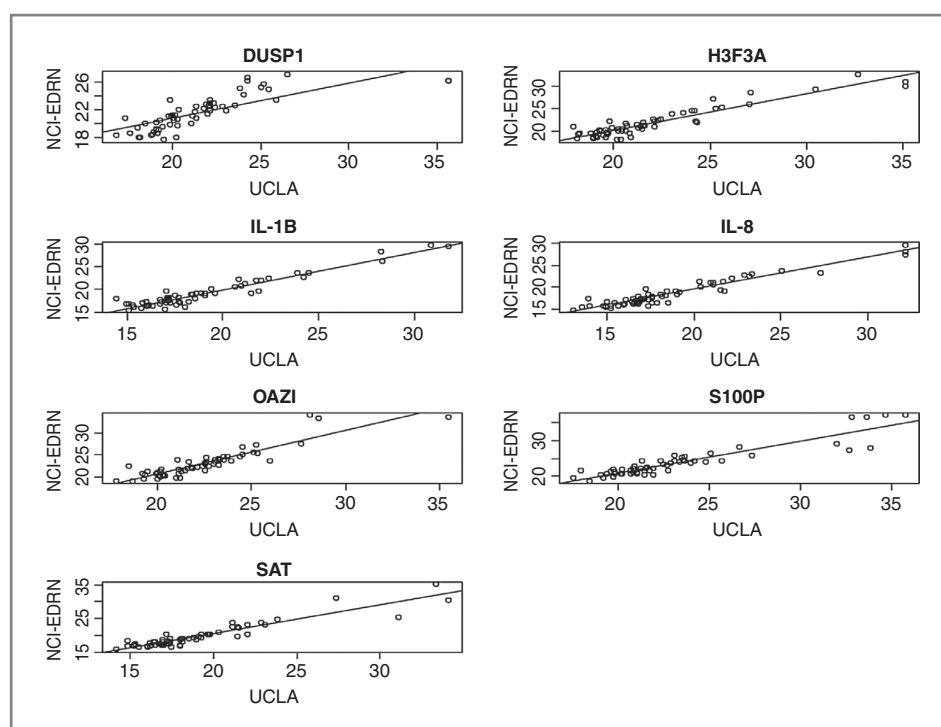 DUSP1
NCI-EDRN
18 22 26
20 25 30 35
UCLA
H3F3A
NCI-EDRN
20 25 30
20 25 30 35
UCLA
IL-1B
NCI-EDRN
15 20 30
15 20 25 30
UCLA
IL-8
NCI-EDRN
15 20 25 30
15 20 25 30
UCLA
OAZI
NCI-EDRN
20 25 30
20 25 30 35
UCLA
S100P
NCI-EDRN
20 30
20 25 30 35
UCLA
SAT
NCI-EDRN
15 25 35
15 20 25 30
UCLA